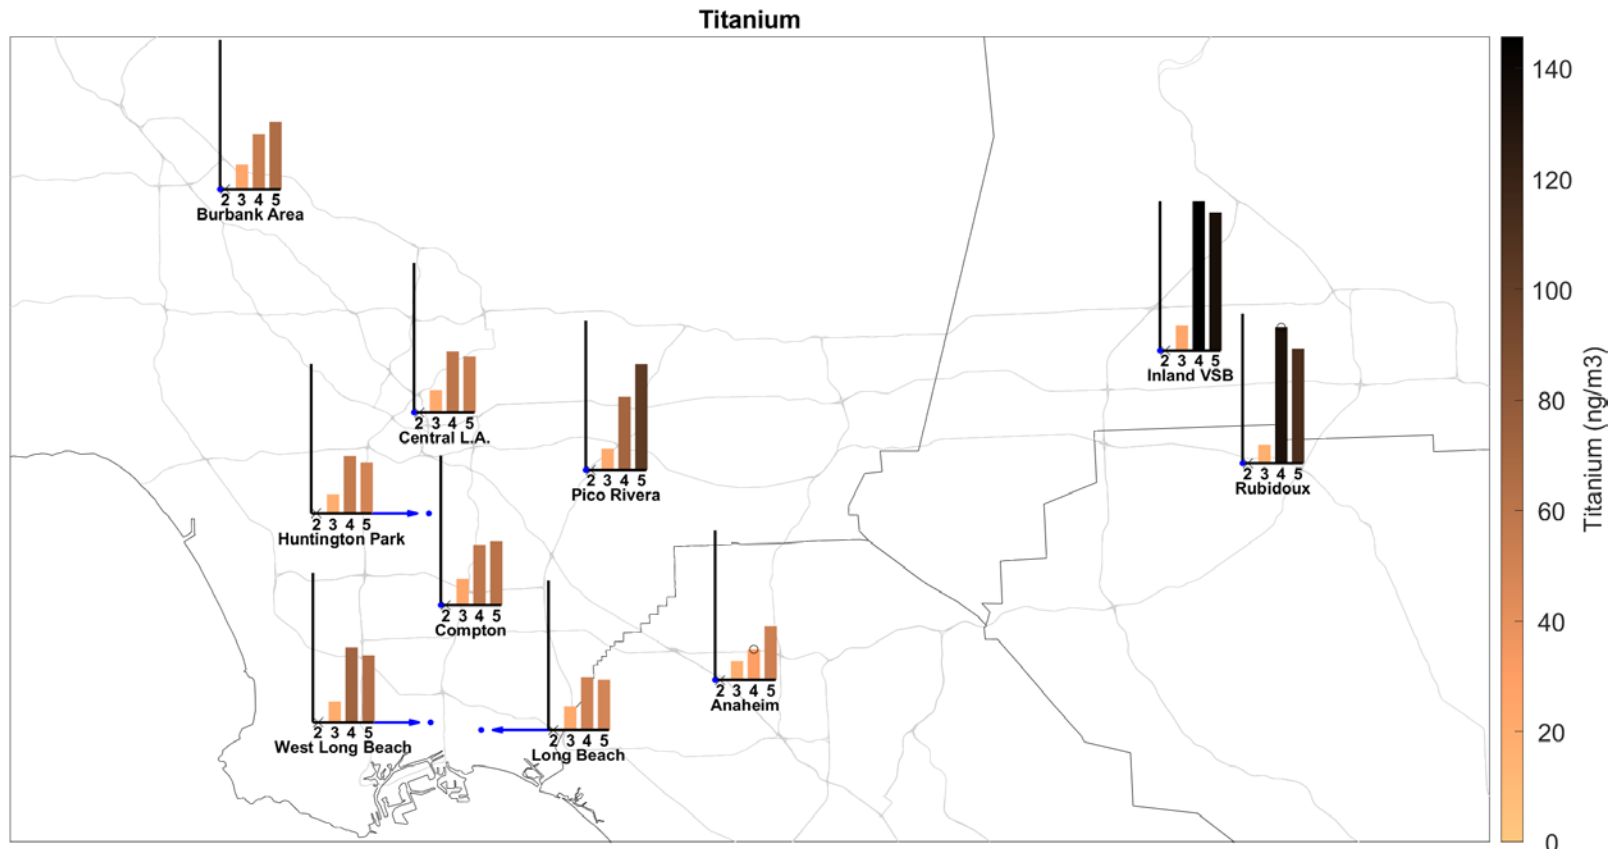 Titanium
2 3 4 5
Burbank Area
2 3 4 5
Central L.A.
2 3 4 5
Pico Rivera
2 3 4 5
Inland VSB
2 3 4 5
Rubidoux
2 3 4 5
Huntington Park
2 3 4 5
Compton
2 3 4 5
Anaheim
2 3 4 5
West Long Beach
2 3 4 5
Long Beach
140
120
100
80
60
40
20
0
Titanium (ng/m3)